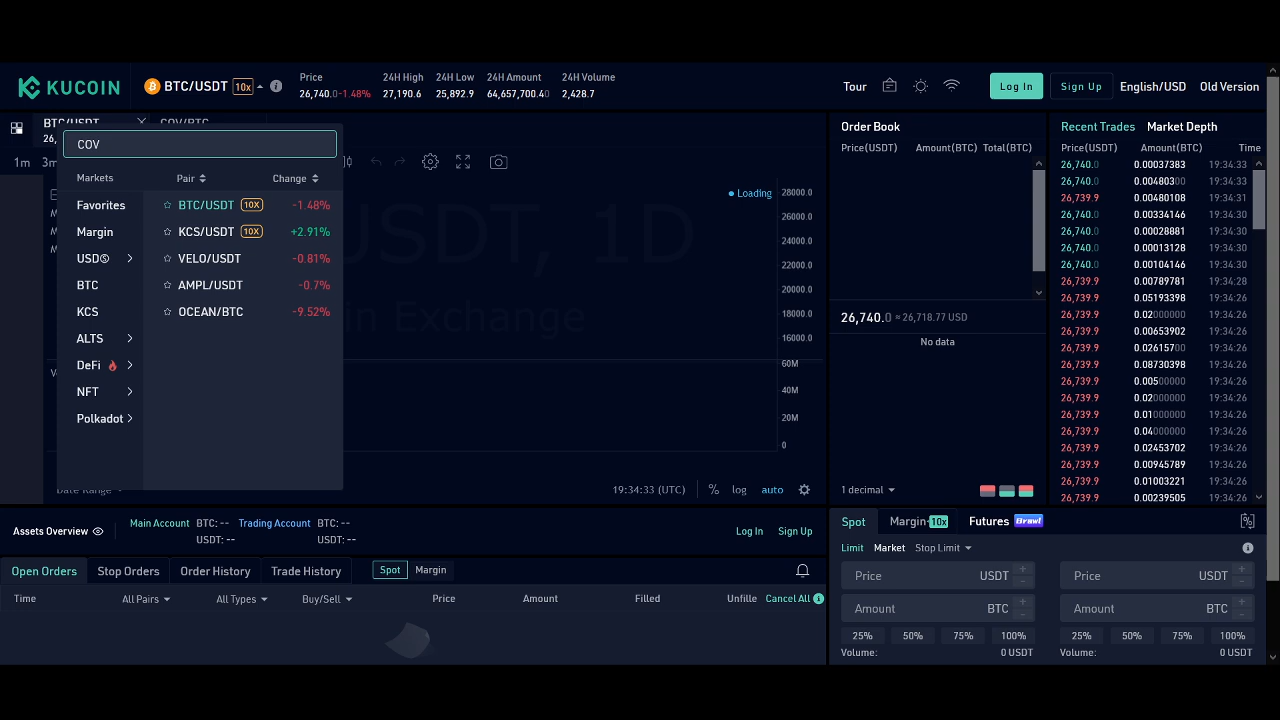 KUCOIN
BTC/USDT 10x
Price
26,740.0 -1.48%
24H High
27,190.6
24H Low
25,892.9
24H Amount
64,657,700.40
24H Volume
2,428.7
Tour
Log In
Sign Up
English/USD
Old Version
BTC/USDT
COV/BTC
COV
1m
Markets
Pair
Change
Favorites
BTC/USDT 10X -1.48%
Margin
KCS/USDT 10X +2.91%
USDⓈ
VELO/USDT -0.81%
BTC
AMPL/USDT -0.7%
KCS
OCEAN/BTC -9.52%
ALTS
DeFi
NFT
Polkadot
USDT, 1D
in Exchange
Loading
28000.0
26000.0
24000.0
22000.0
20000.0
18000.0
16000.0
60M
40M
20M
0
Date Range
19:34:33 (UTC)
%
log
auto
Order Book
Price(USDT) Amount(BTC) Total(BTC)
26,740.0 ≈26,718.77 USD
No data
1 decimal
Recent Trades
Market Depth
Price(USDT) Amount(BTC) Time
26,740.0 0.00037383 19:34:33
26,740.0 0.00480300 19:34:33
26,739.9 0.00480108 19:34:31
26,740.0 0.00334146 19:34:30
26,740.0 0.00028881 19:34:30
26,740.0 0.00013128 19:34:30
26,740.0 0.00104146 19:34:30
26,739.9 0.00789781 19:34:28
26,739.9 0.05193398 19:34:26
26,739.9 0.02000000 19:34:26
26,739.9 0.00653902 19:34:26
26,739.9 0.02615700 19:34:26
26,739.9 0.08730398 19:34:26
26,739.9 0.00500000 19:34:26
26,739.9 0.02000000 19:34:26
26,739.9 0.01000000 19:34:26
26,739.9 0.04000000 19:34:26
26,739.9 0.02453702 19:34:26
26,739.9 0.00945789 19:34:26
26,739.9 0.01003221 19:34:26
26,739.9 0.00239505 19:34:26
Assets Overview
Main Account BTC: --
USDT: --
Trading Account BTC: --
USDT: --
Log In
Sign Up
Open Orders
Stop Orders
Order History
Trade History
Spot
Margin
Time
All Pairs
All Types
Buy/Sell
Price
Amount
Filled
Unfille
Cancel All
Spot
Margin 10x
Futures Brawl
Limit
Market
Stop Limit
Price USDT
Price USDT
Amount BTC
Amount BTC
25% 50% 75% 100%
25% 50% 75% 100%
Volume: 0 USDT
Volume: 0 USDT